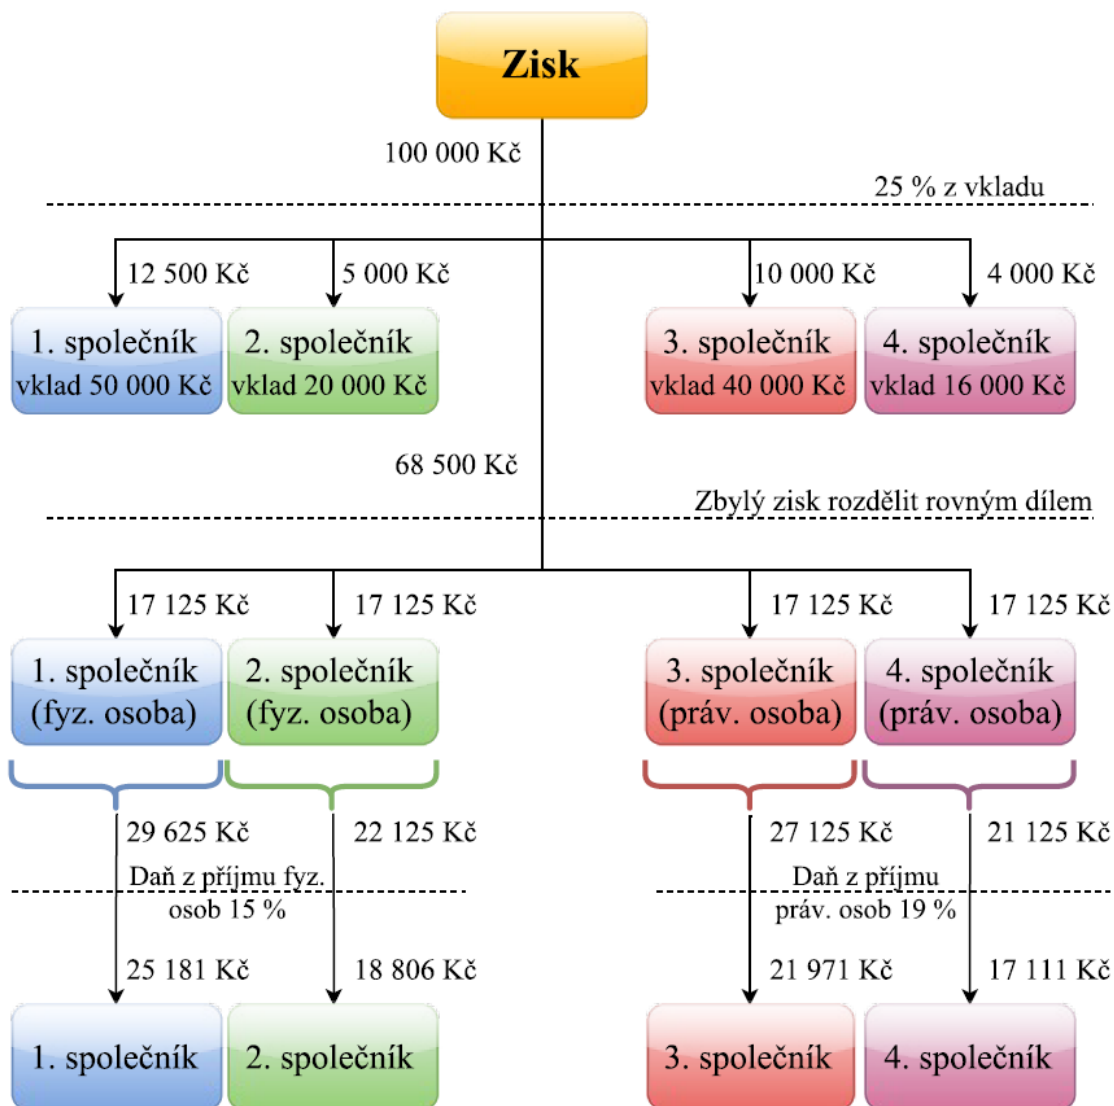 Zisk
100 000 Kč
25 % z vkladu
12 500 Kč
5 000 Kč
10 000 Kč
4 000 Kč
1. společník
vklad 50 000 Kč
2. společník
vklad 20 000 Kč
3. společník
vklad 40 000 Kč
4. společník
vklad 16 000 Kč
68 500 Kč
Zbylý zisk rozdělit rovným dílem
17 125 Kč
17 125 Kč
17 125 Kč
17 125 Kč
1. společník
(fyz. osoba)
2. společník
(fyz. osoba)
3. společník
(práv. osoba)
4. společník
(práv. osoba)
29 625 Kč
22 125 Kč
27 125 Kč
21 125 Kč
Daň z příjmu fyz.
osob 15 %
Daň z příjmu
práv. osob 19 %
25 181 Kč
18 806 Kč
21 971 Kč
17 111 Kč
1. společník
2. společník
3. společník
4. společník